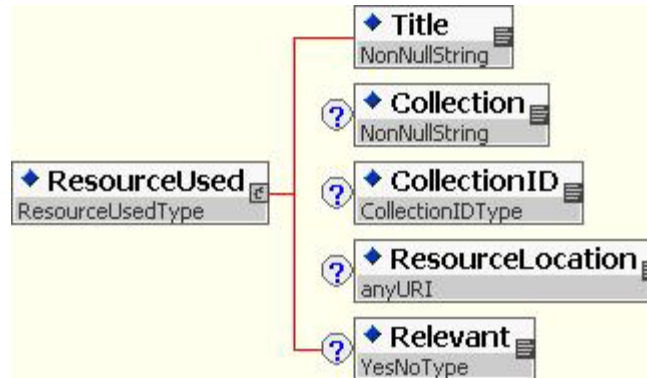 Title
NonNullString
?
Collection
NonNullString
ResourceUsed
ResourceUsedType
?
CollectionID
CollectionIDType
?
ResourceLocation
anyURI
?
Relevant
YesNoType